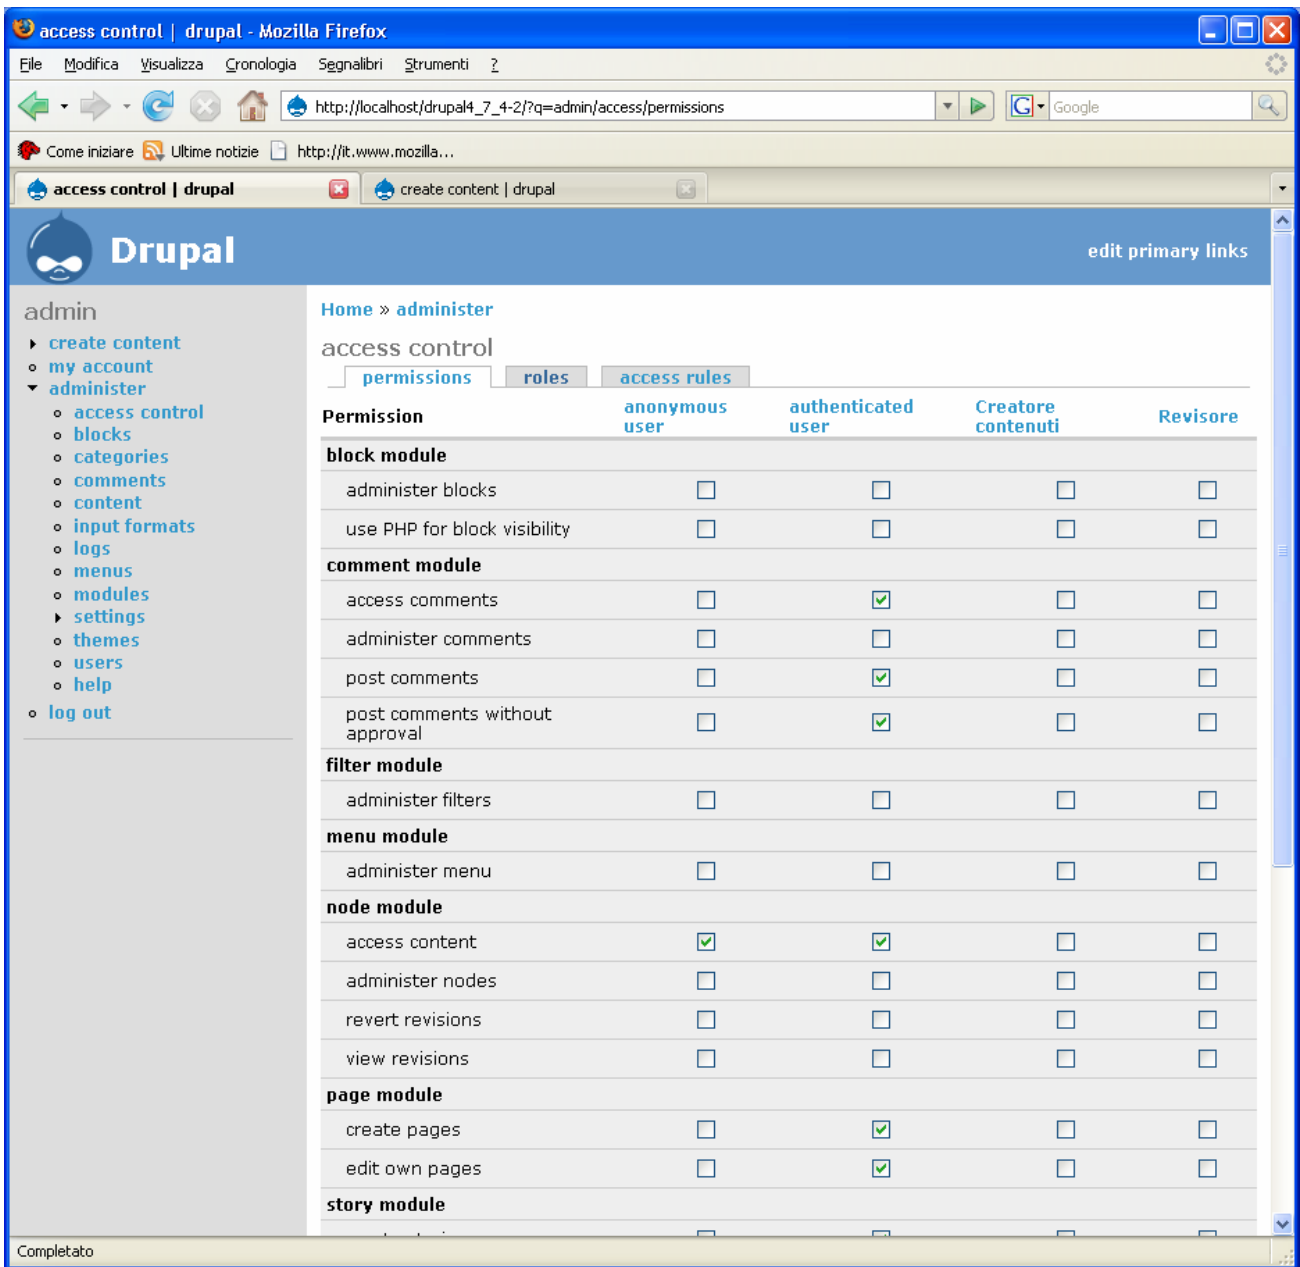 access control | drupal - Mozilla Firefox
File Modifica Visualizza Cronologia Segnalibri Strumenti ?
http://localhost/drupal4_7_4-2/?q=admin/access/permissions G Google
Come iniziare Ultime notizie http://it.www.mozilla...
access control | drupal create content | drupal
Drupal
edit primary links
admin
create content
my account
administer
access control
blocks
categories
comments
content
input formats
logs
menus
modules
settings
themes
users
help
log out
Home » administer
access control
permissions roles access rules
Permission anonymous user authenticated user Creatore contenuti Revisore
block module
administer blocks
use PHP for block visibility
comment module
access comments
administer comments
post comments
post comments without
approval
filter module
administer filters
menu module
administer menu
node module
access content
administer nodes
revert revisions
view revisions
page module
create pages
edit own pages
story module
Completato